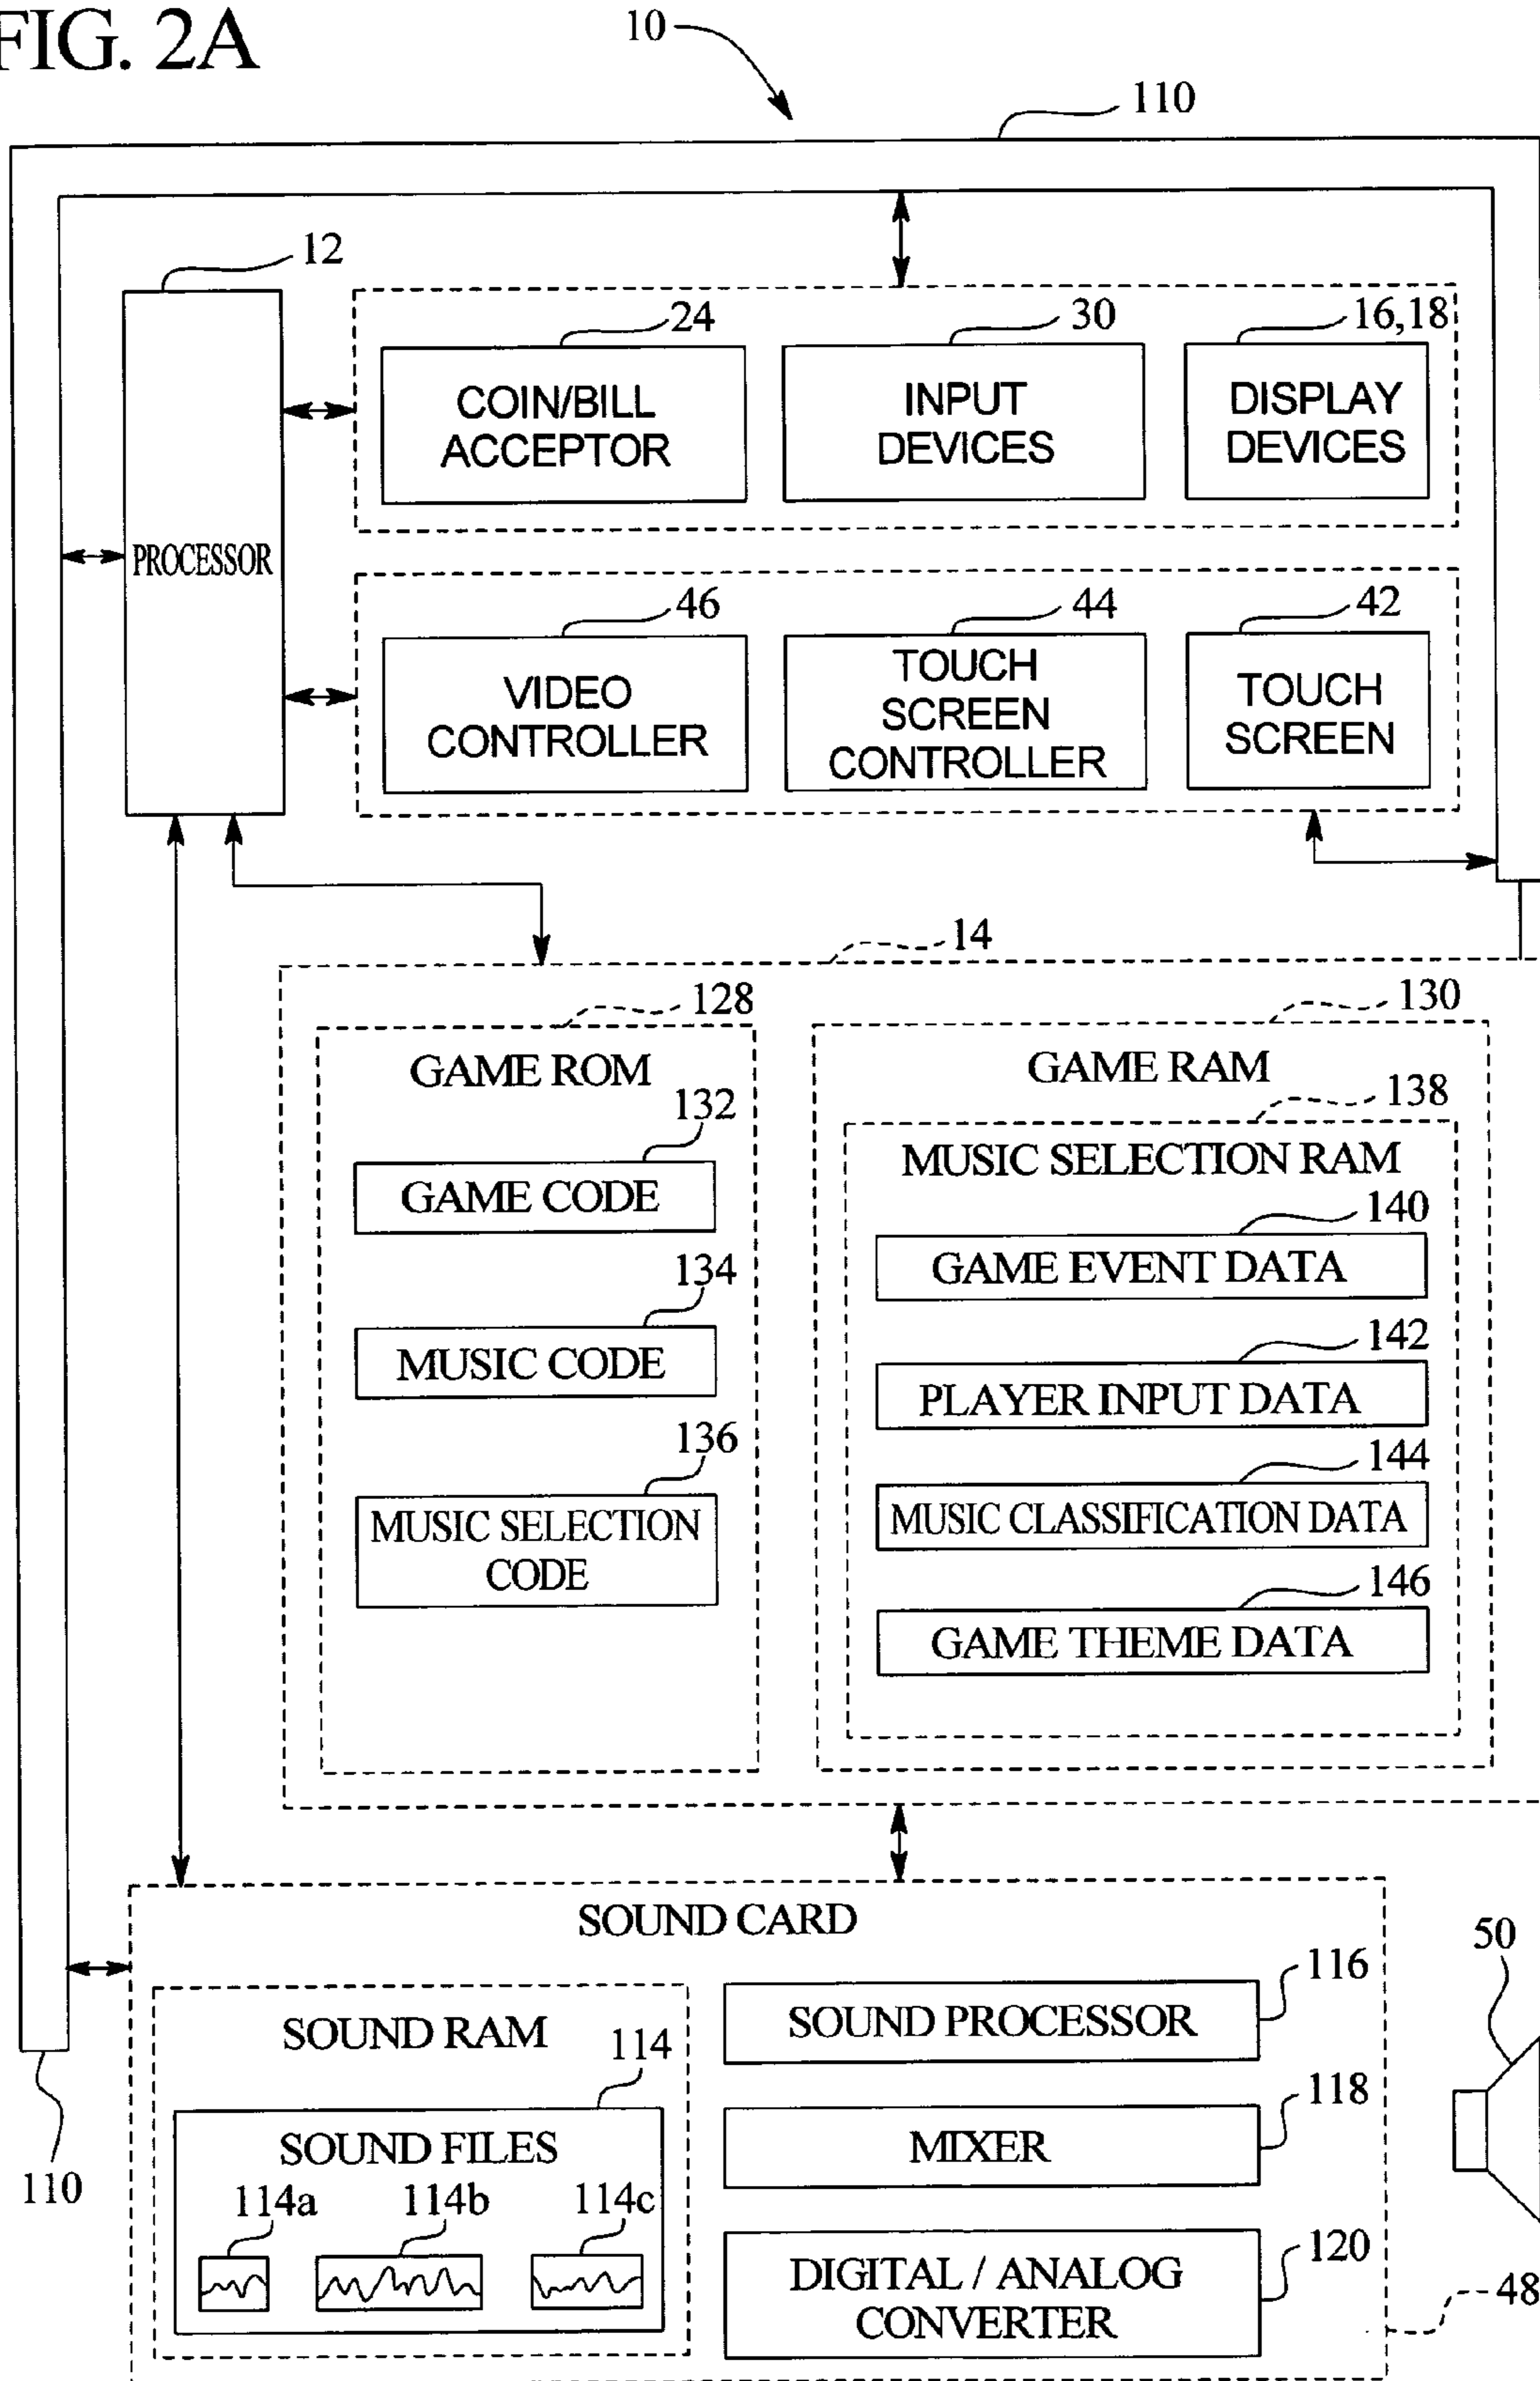 FIG. 2A
10
110
12
24
30
16,18
COIN/BILL
ACCEPTOR
INPUT
DEVICES
DISPLAY
DEVICES
PROCESSOR
46
44
42
VIDEO
CONTROLLER
TOUCH
SCREEN
CONTROLLER
TOUCH
SCREEN
14
128
130
GAME ROM
GAME RAM
132
138
GAME CODE
MUSIC SELECTION RAM
140
GAME EVENT DATA
134
MUSIC CODE
142
PLAYER INPUT DATA
136
MUSIC SELECTION
CODE
144
MUSIC CLASSIFICATION DATA
146
GAME THEME DATA
SOUND CARD
50
116
SOUND RAM
SOUND PROCESSOR
114
118
SOUND FILES
MIXER
110
114a
114b
114c
120
DIGITAL / ANALOG
CONVERTER
48